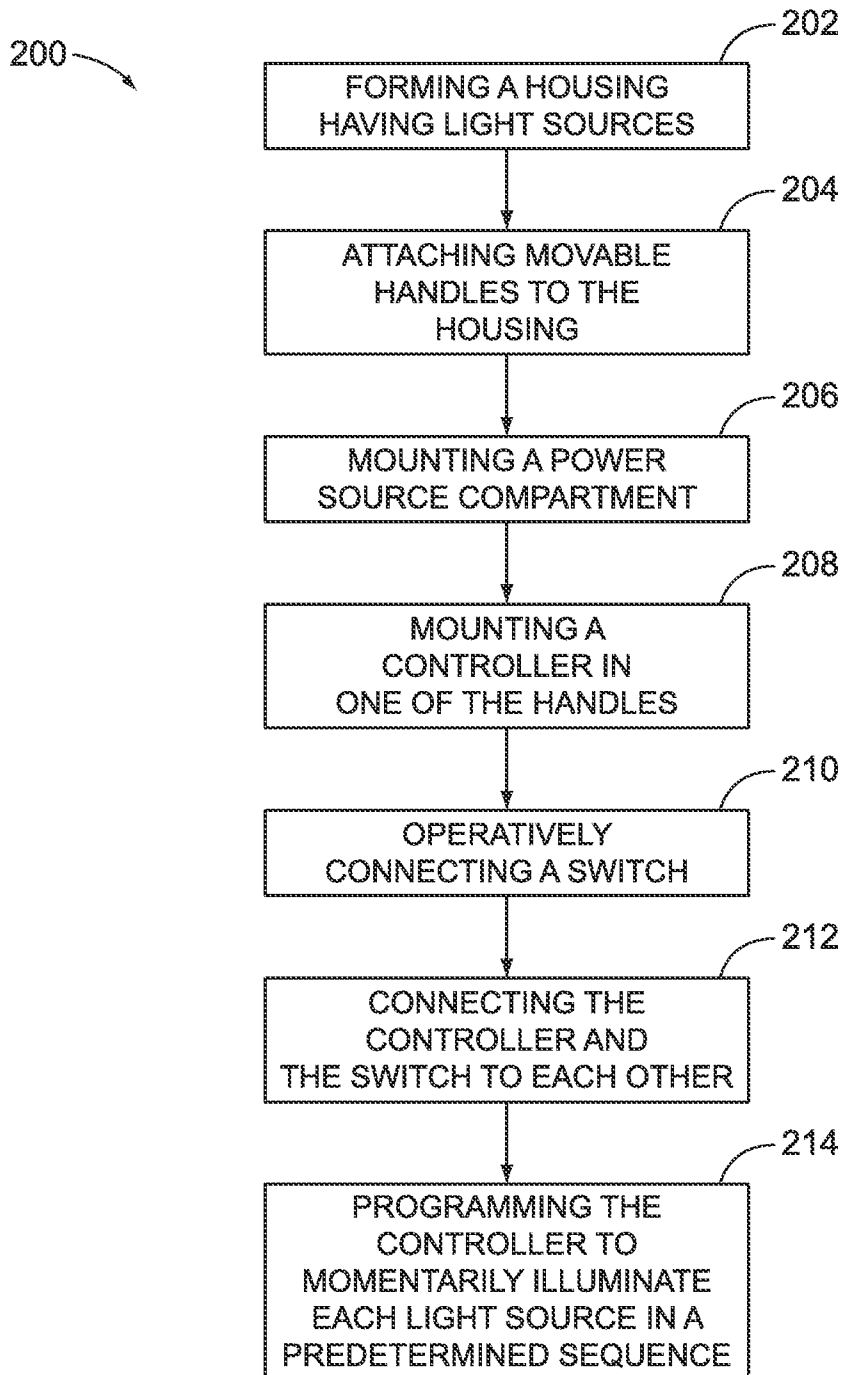 200
202
FORMING A HOUSING
HAVING LIGHT SOURCES
204
ATTACHING MOVABLE
HANDLES TO THE
HOUSING
206
MOUNTING A POWER
SOURCE COMPARTMENT
208
MOUNTING A
CONTROLLER IN
ONE OF THE HANDLES
210
OPERATIVELY
CONNECTING A SWITCH
212
CONNECTING THE
CONTROLLER AND
THE SWITCH TO EACH OTHER
214
PROGRAMMING THE
CONTROLLER TO
MOMENTARILY ILLUMINATE
EACH LIGHT SOURCE IN A
PREDETERMINED SEQUENCE